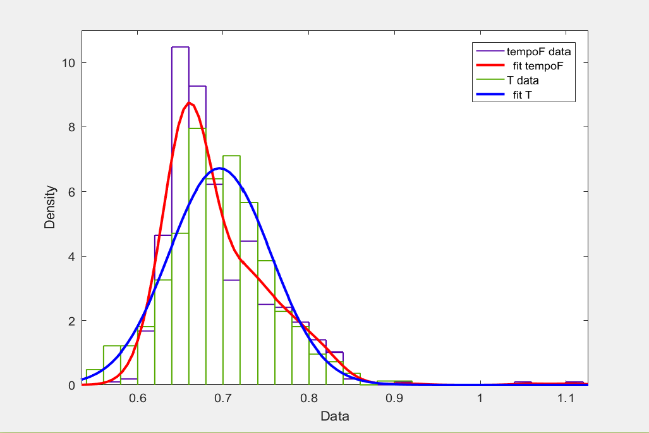 tempoF data
fit tempoF
T data
fit T
10
8
6
4
2
0
Density
0.6 0.7 0.8 0.9 1 1.1
Data